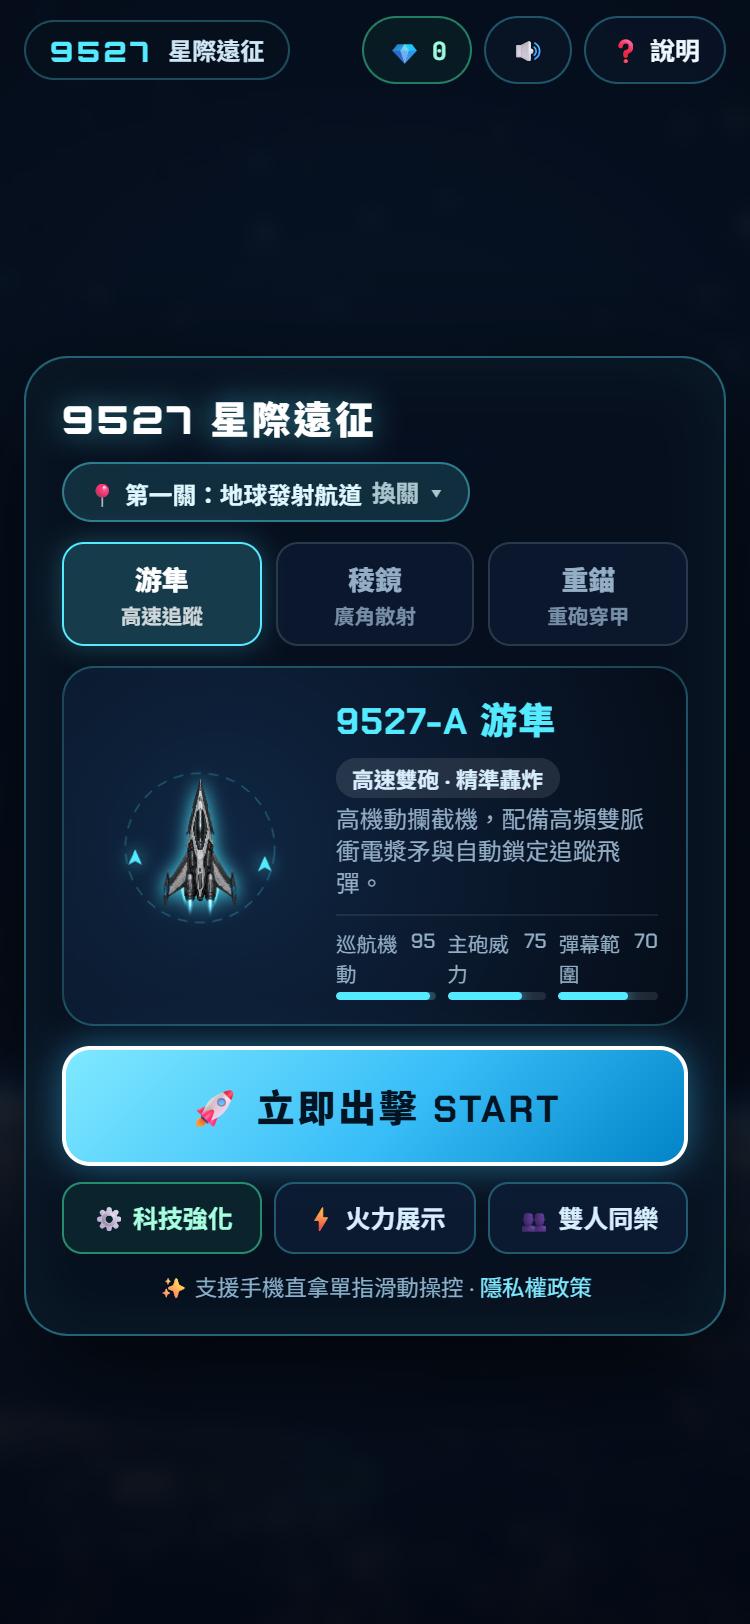 9527 星際遠征
💎 0
🔊
❓ 說明
9527 星際遠征
📍 第一關：地球發射航道 換關 ▼
游隼
高速追蹤
稜鏡
廣角散射
重錨
重砲穿甲
9527-A 游隼
高速雙砲 · 精準轟炸
高機動攔截機，配備高頻雙脈
衝電漿矛與自動鎖定追蹤飛
彈。
巡航機動 95
主砲威力 75
彈幕範圍 70
🚀 立即出擊 START
⚙️ 科技強化
⚡ 火力展示
👥 雙人同樂
✨ 支援手機直拿單指滑動操控 · 隱私權政策